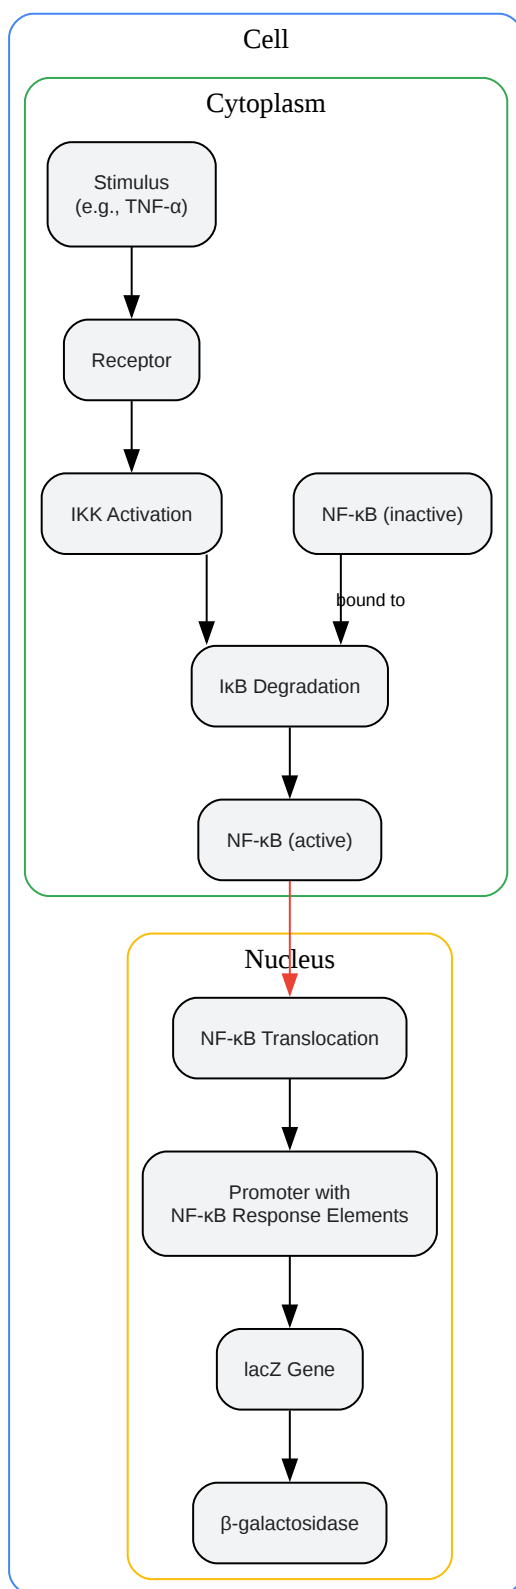 Cell
Cytoplasm
Stimulus
(e.g., TNF-α)
Receptor
IKK Activation
NF-κB (inactive)
bound to
IκB Degradation
NF-κB (active)
Nucleus
NF-κB Translocation
Promoter with
NF-κB Response Elements
lacZ Gene
β-galactosidase